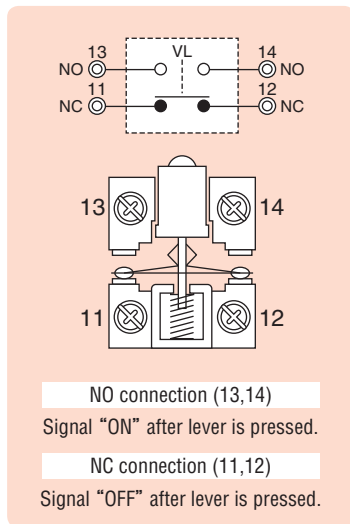 13 VL 14
NO NO
11 12
NC NC
13 14
11 12
NO connection (13,14)
Signal “ON” after lever is pressed.
NC connection (11,12)
Signal “OFF” after lever is pressed.